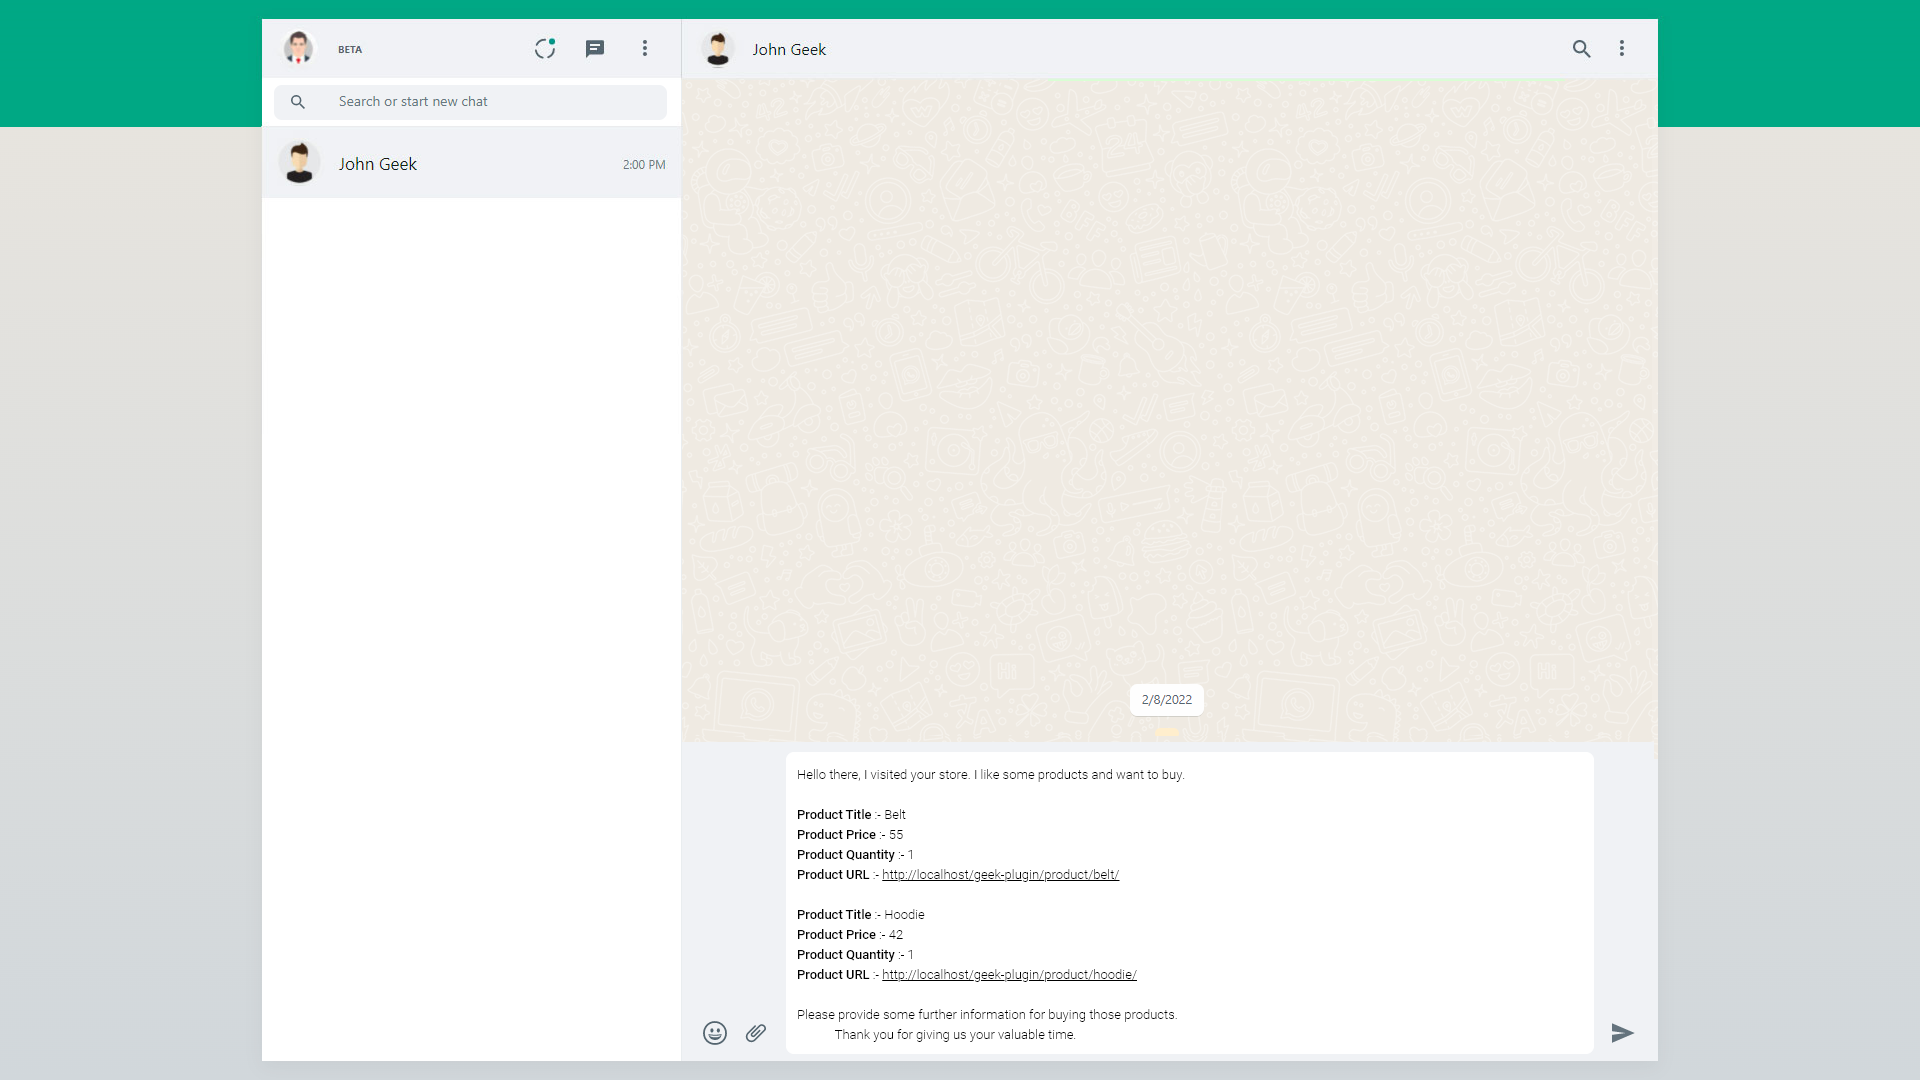 BETA
Search or start new chat
John Geek
2:00 PM
John Geek
2/8/2022
Hello there, I visited your store. I like some products and want to buy.
Product Title :- Belt
Product Price :- 55
Product Quantity :- 1
Product URL :- http://localhost/geek-plugin/product/belt/
Product Title :- Hoodie
Product Price :- 42
Product Quantity :- 1
Product URL :- http://localhost/geek-plugin/product/hoodie/
Please provide some further information for buying those products.
Thank you for giving us your valuable time.